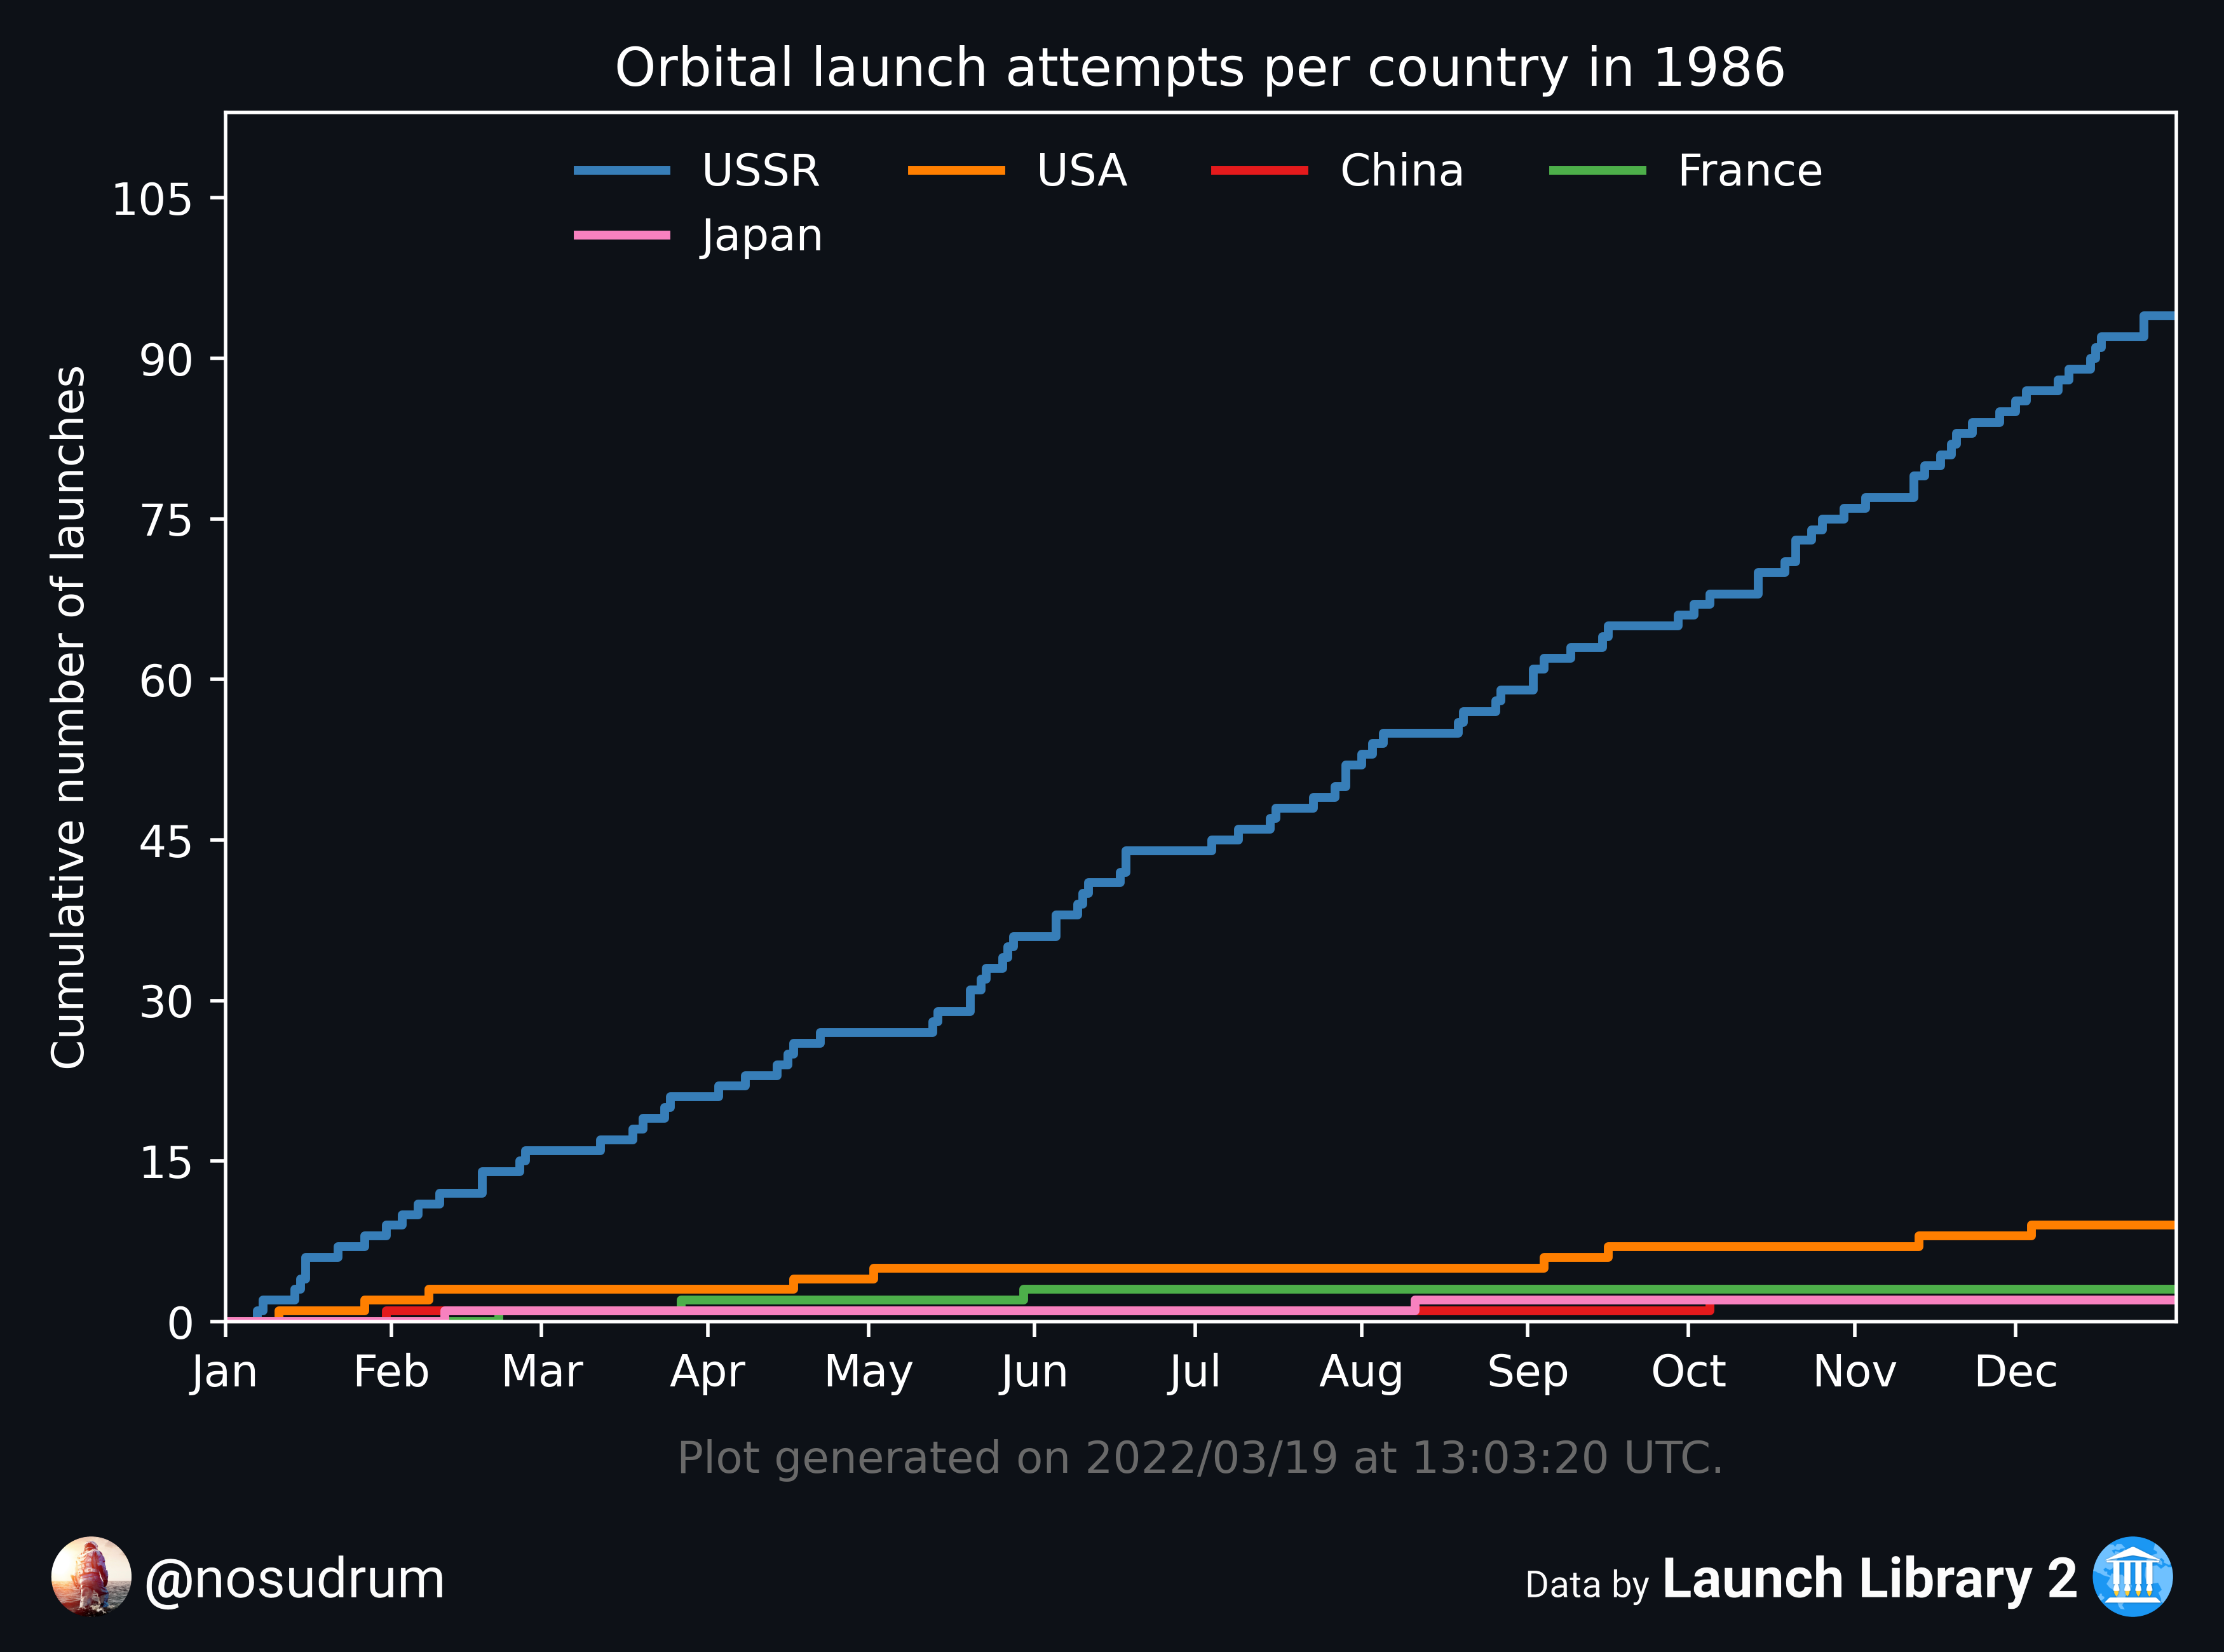 Orbital launch attempts per country in 1986
USSR USA China France
Japan
105
90
75
60
45
30
15
0
Cumulative number of launches
Jan Feb Mar Apr May Jun Jul Aug Sep Oct Nov Dec
Plot generated on 2022/03/19 at 13:03:20 UTC.
@nosudrum
Data by Launch Library 2